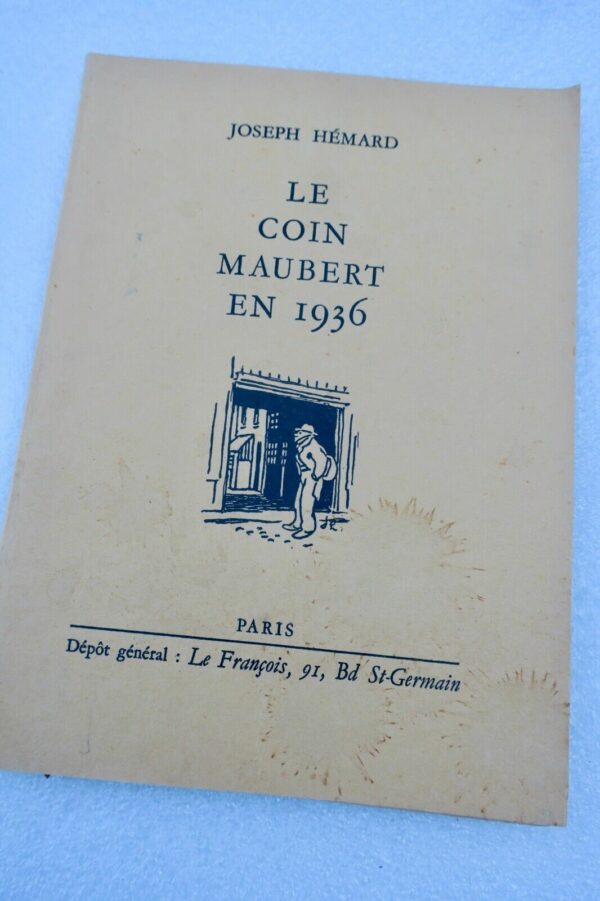 JOSEPH HÉMARD
LE
COIN
MAUBERT
EN 1936
PARIS
Dépôt général : Le François, 91, Bd St-Germain